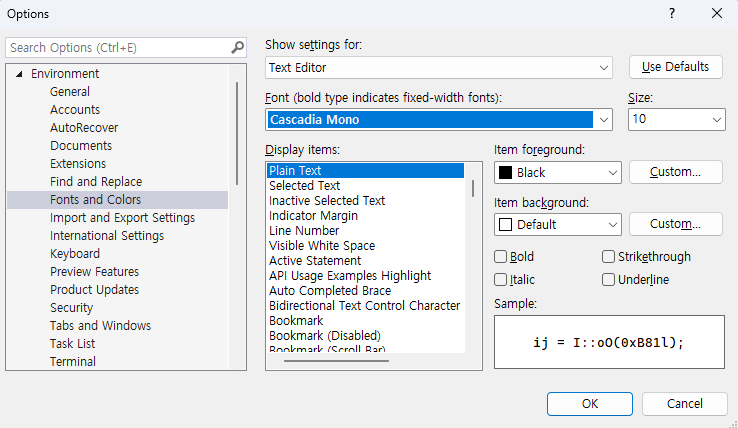 Options
?
Search Options (Ctrl+E)
Environment
General
Accounts
AutoRecover
Documents
Extensions
Find and Replace
Fonts and Colors
Import and Export Settings
International Settings
Keyboard
Preview Features
Product Updates
Security
Tabs and Windows
Task List
Terminal
Show settings for:
Text Editor
Use Defaults
Font (bold type indicates fixed-width fonts):
Size:
Cascadia Mono
10
Display items:
Plain Text
Selected Text
Inactive Selected Text
Indicator Margin
Line Number
Visible White Space
Active Statement
API Usage Examples Highlight
Auto Completed Brace
Bidirectional Text Control Character
Bookmark
Bookmark (Disabled)
Bookmark (Scroll Bar)
Item foreground:
Black
Custom...
Item background:
Default
Custom...
Bold
Strikethrough
Italic
Underline
Sample:
ij = I::oO(0xB81l);
OK
Cancel